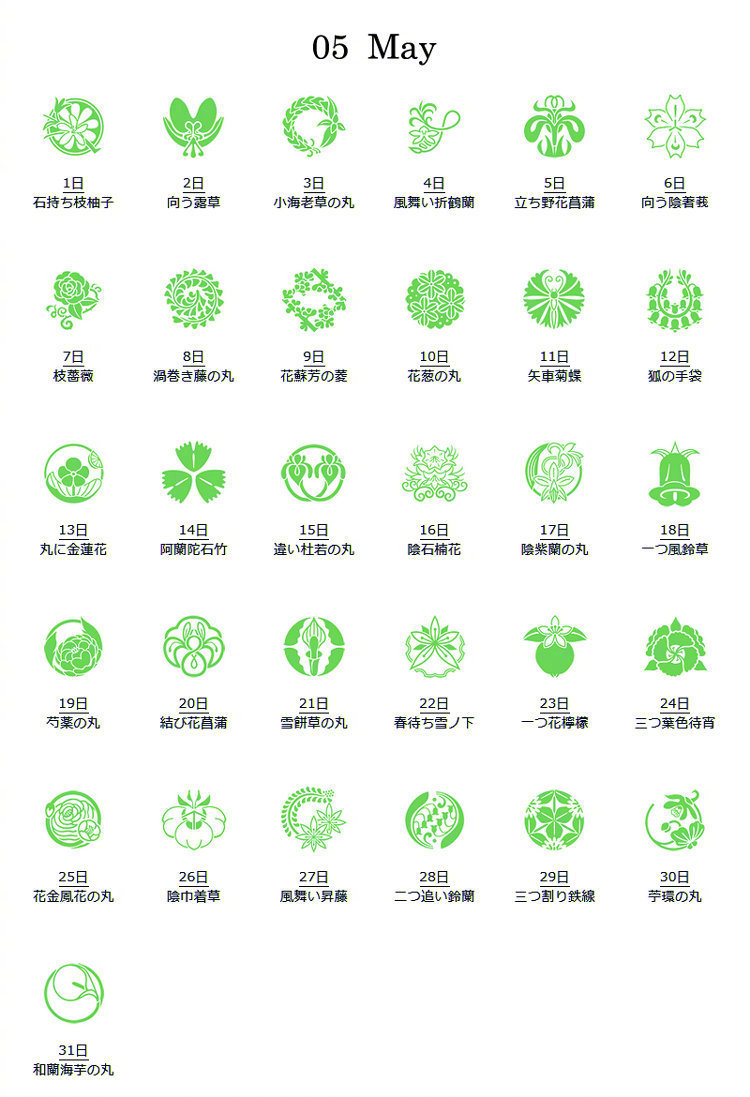 05 May
1日 2日 3日 4日 5日 6日
石持ち枝柚子 向う露草 小海老草の丸 風舞い折鶴蘭 立ち野花菖蒲 向う陰著莪
7日 8日 9日 10日 11日 12日
枝薔薇 渦巻き藤の丸 花蘇芳の菱 花葱の丸 矢車菊蝶 狐の手袋
13日 14日 15日 16日 17日 18日
丸に金蓮花 阿蘭陀石竹 違い杜若の丸 陰石楠花 陰紫蘭の丸 一つ風鈴草
19日 20日 21日 22日 23日 24日
芍薬の丸 結び花菖蒲 雪餅草の丸 春待ち雪ノ下 一つ花檸檬 三つ葉色待宵
25日 26日 27日 28日 29日 30日
花金鳳花の丸 陰巾着草 風舞い昇藤 二つ追い鈴蘭 三つ割り鉄線 苧環の丸
31日
和蘭海芋の丸